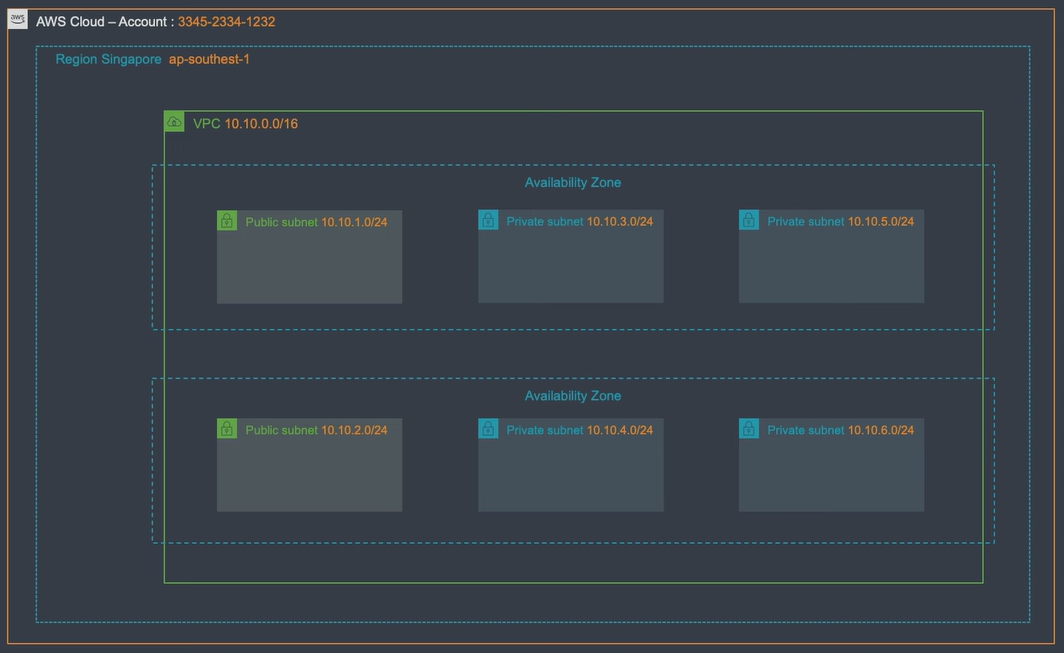 aws
AWS Cloud – Account : 3345-2334-1232
Region Singapore ap-southest-1
VPC 10.10.0.0/16
Availability Zone
Public subnet 10.10.1.0/24
Private subnet 10.10.3.0/24
Private subnet 10.10.5.0/24
Availability Zone
Public subnet 10.10.2.0/24
Private subnet 10.10.4.0/24
Private subnet 10.10.6.0/24